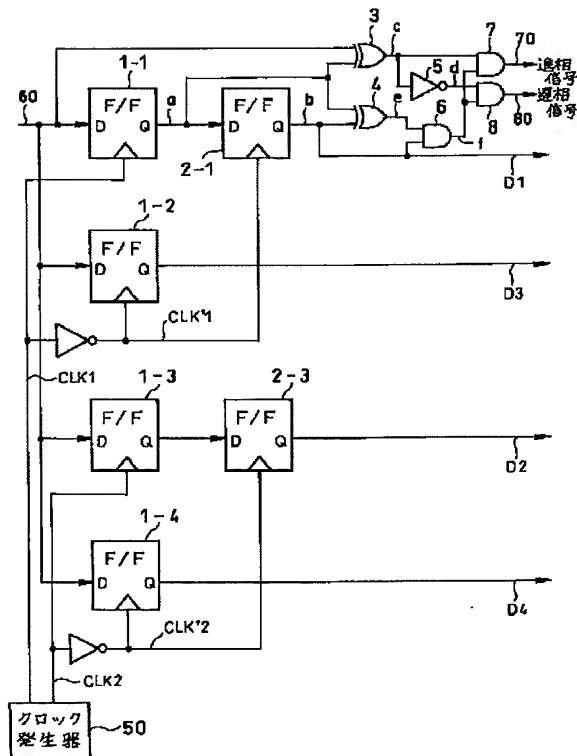 3
c
7
70
進相
信号
5
d
1-1
60
F/F
D
Q
a
F/F
D
Q
2-1
b
4
e
6
f
8
80
遅相
信号
D1
1-2
F/F
D
Q
D3
CLK'1
CLK1
1-3
F/F
D
Q
2-3
F/F
D
Q
D2
1-4
F/F
D
Q
D4
CLK'2
CLK2
クロック
発生器
50